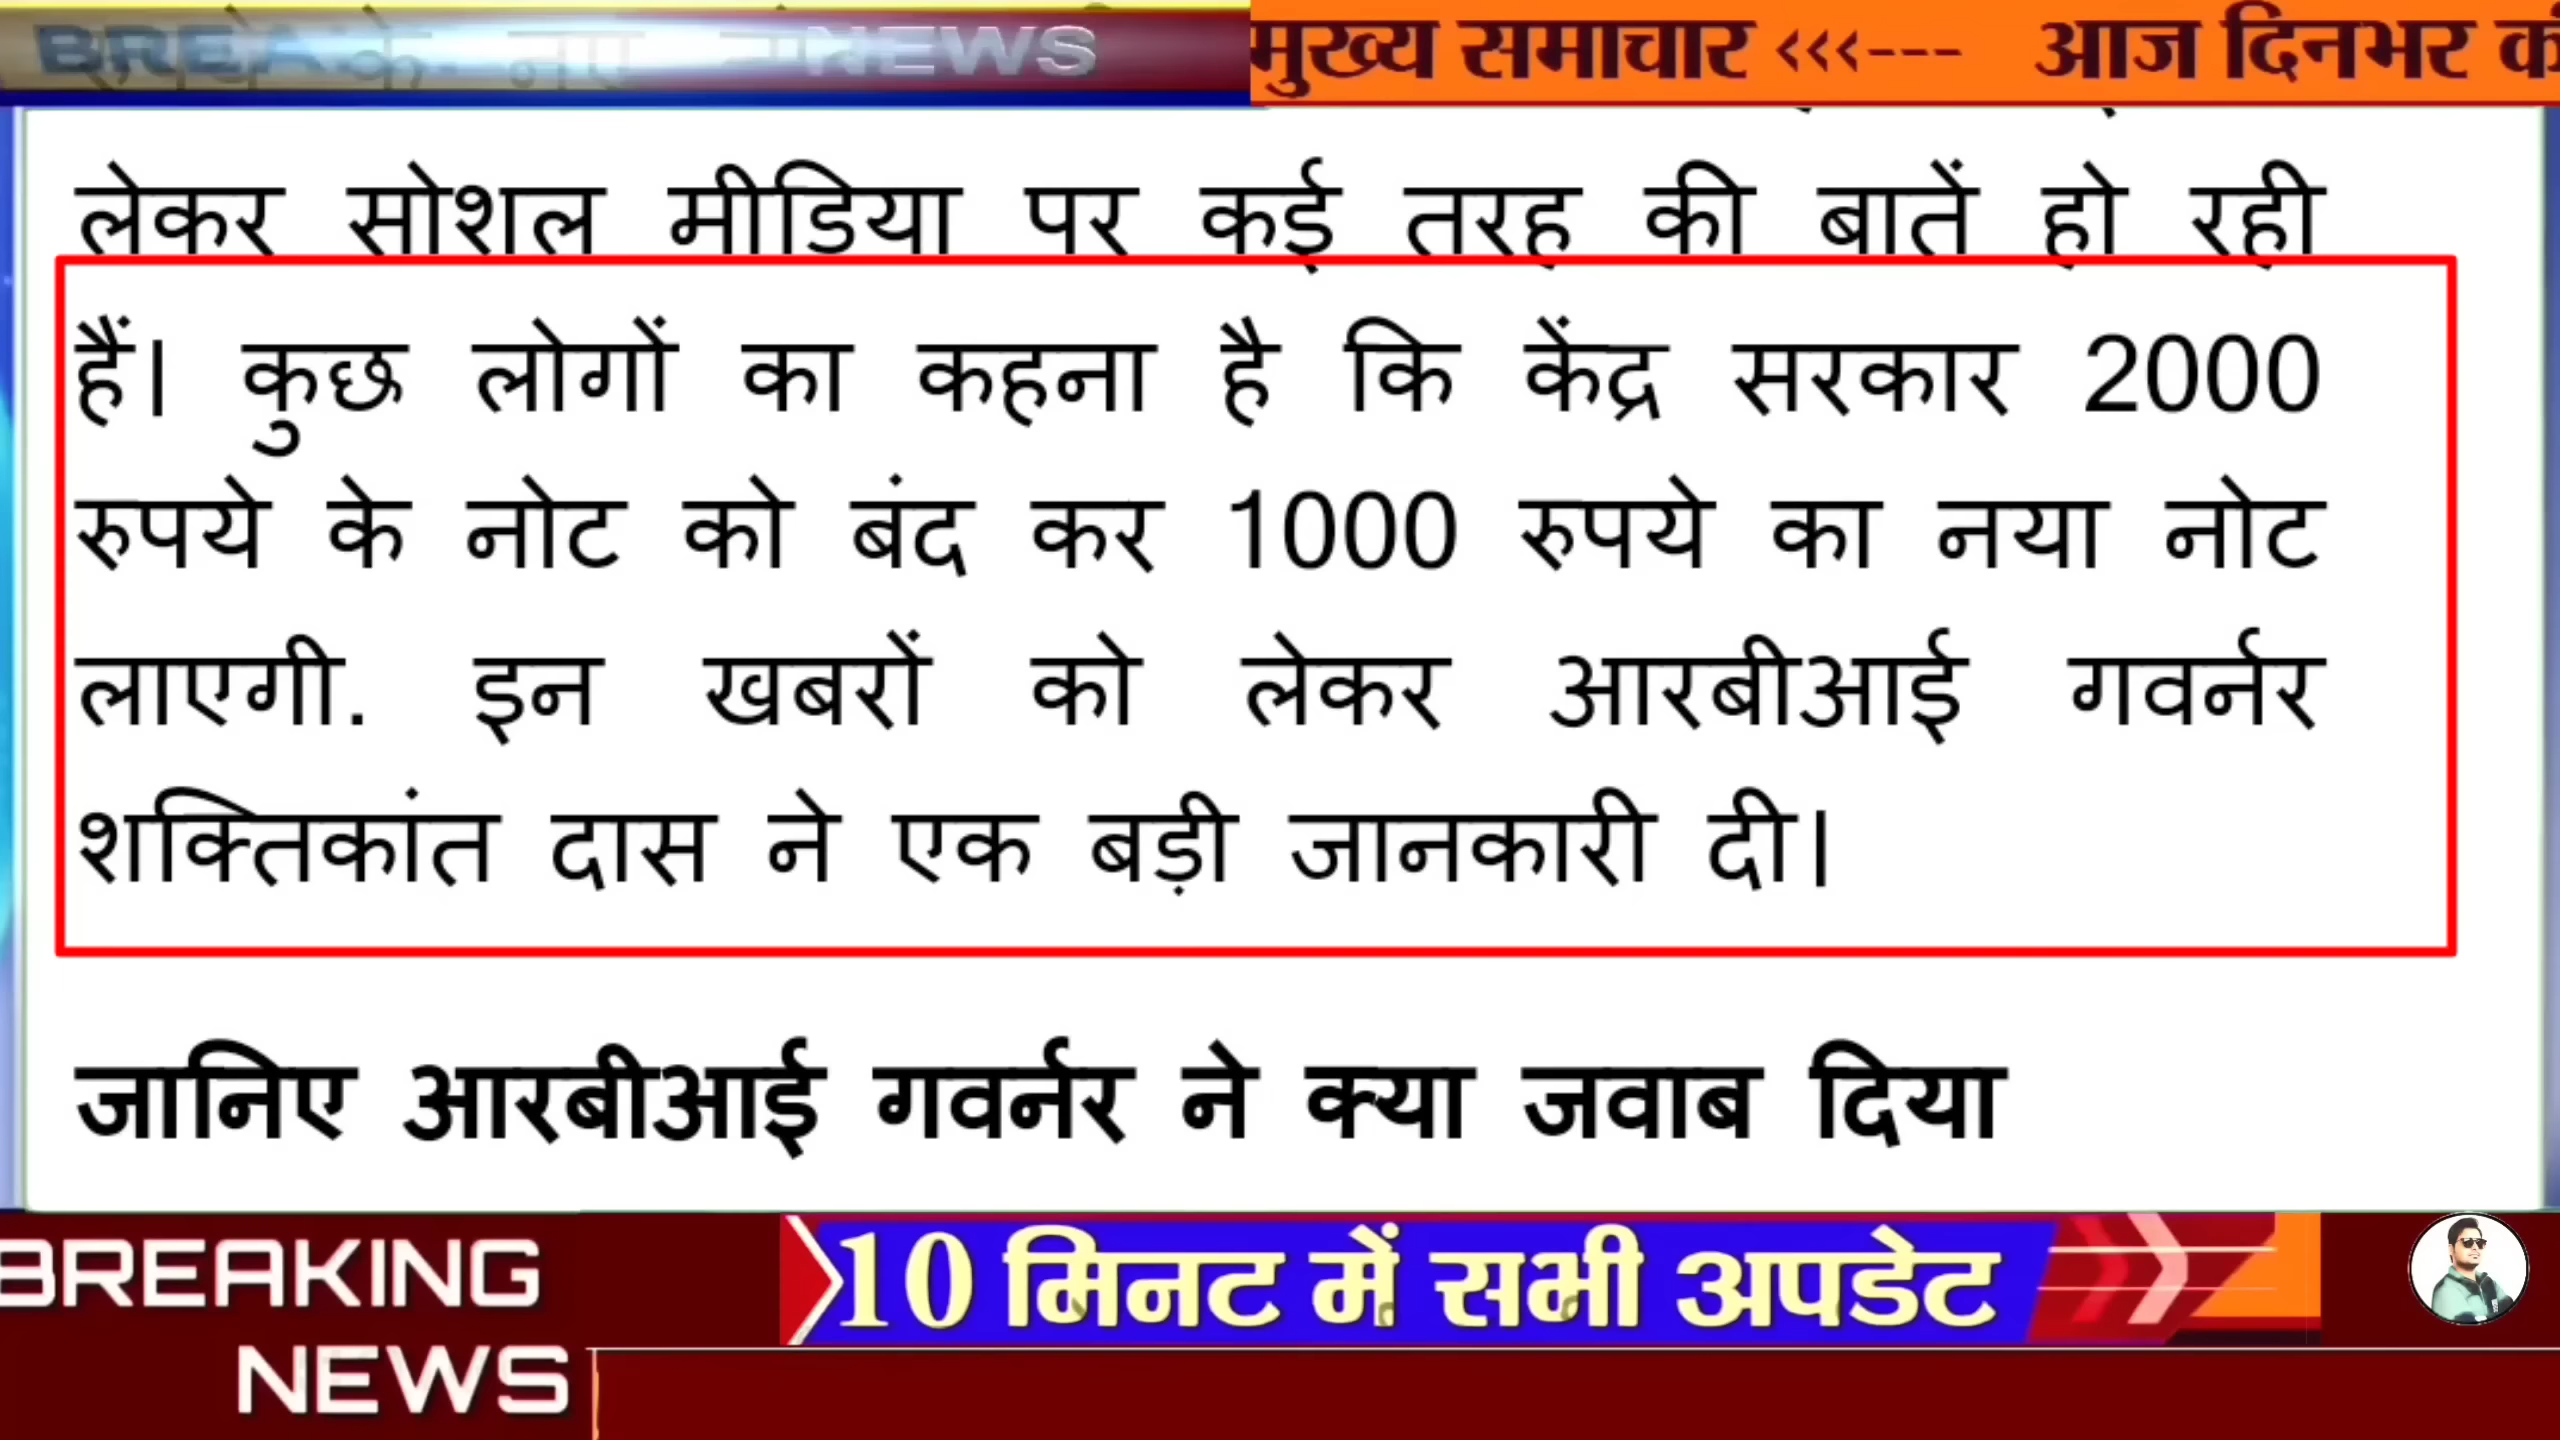 NEWS
मुख्य समाचार <<<--- आज दिनभर
लेकर सोशल मीडिया पर कई तरह की बातें हो रही
हैं। कुछ लोगों का कहना है कि केंद्र सरकार 2000
रुपये के नोट को बंद कर 1000 रुपये का नया नोट
लाएगी. इन खबरों को लेकर आरबीआई गवर्नर
शक्तिकांत दास ने एक बड़ी जानकारी दी।
जानिए आरबीआई गवर्नर ने क्या जवाब दिया
BREAKING
NEWS
10 मिनट में सभी अपडेट